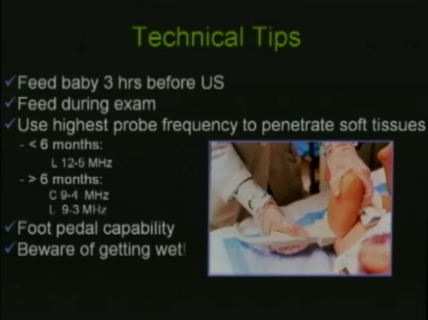 Technical Tips
✓Feed baby 3 hrs before US
✓Feed during exam
✓Use highest probe frequency to penetrate soft tissues
- < 6 months:
L 12-5 MHz
- > 6 months:
C 9-4 MHz
L 9-3 MHz
✓Foot pedal capability
✓Beware of getting wet!